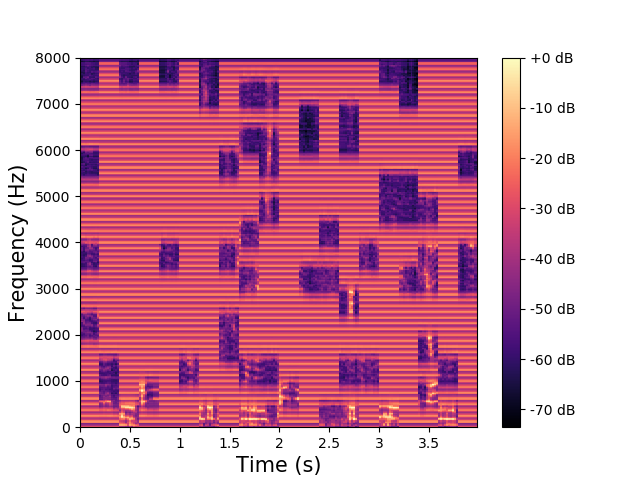 8000
7000
6000
5000
4000
3000
2000
1000
0
Frequency (Hz)
0 0.5 1 1.5 2 2.5 3 3.5
Time (s)
+0 dB
-10 dB
-20 dB
-30 dB
-40 dB
-50 dB
-60 dB
-70 dB